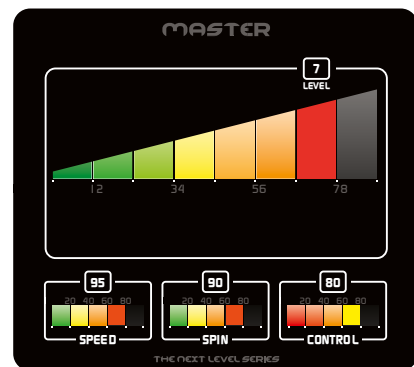 MASTER
7
LEVEL
12 34 56 78
95 90 80
20 40 60 80 20 40 60 80 20 40 60 80
SPEED SPIN CONTROL
THE NEXT LEVEL SERIES